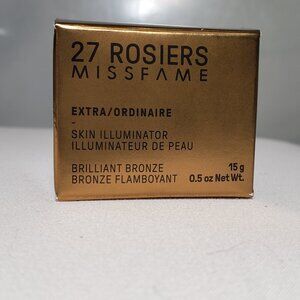 27 ROSIERS
MISSFAME
EXTRA/ORDINAIRE
-
SKIN ILLUMINATOR
ILLUMINATEUR DE PEAU
BRILLIANT BRONZE 15 g
BRONZE FLAMBOYANT 0.5 oz Net Wt.